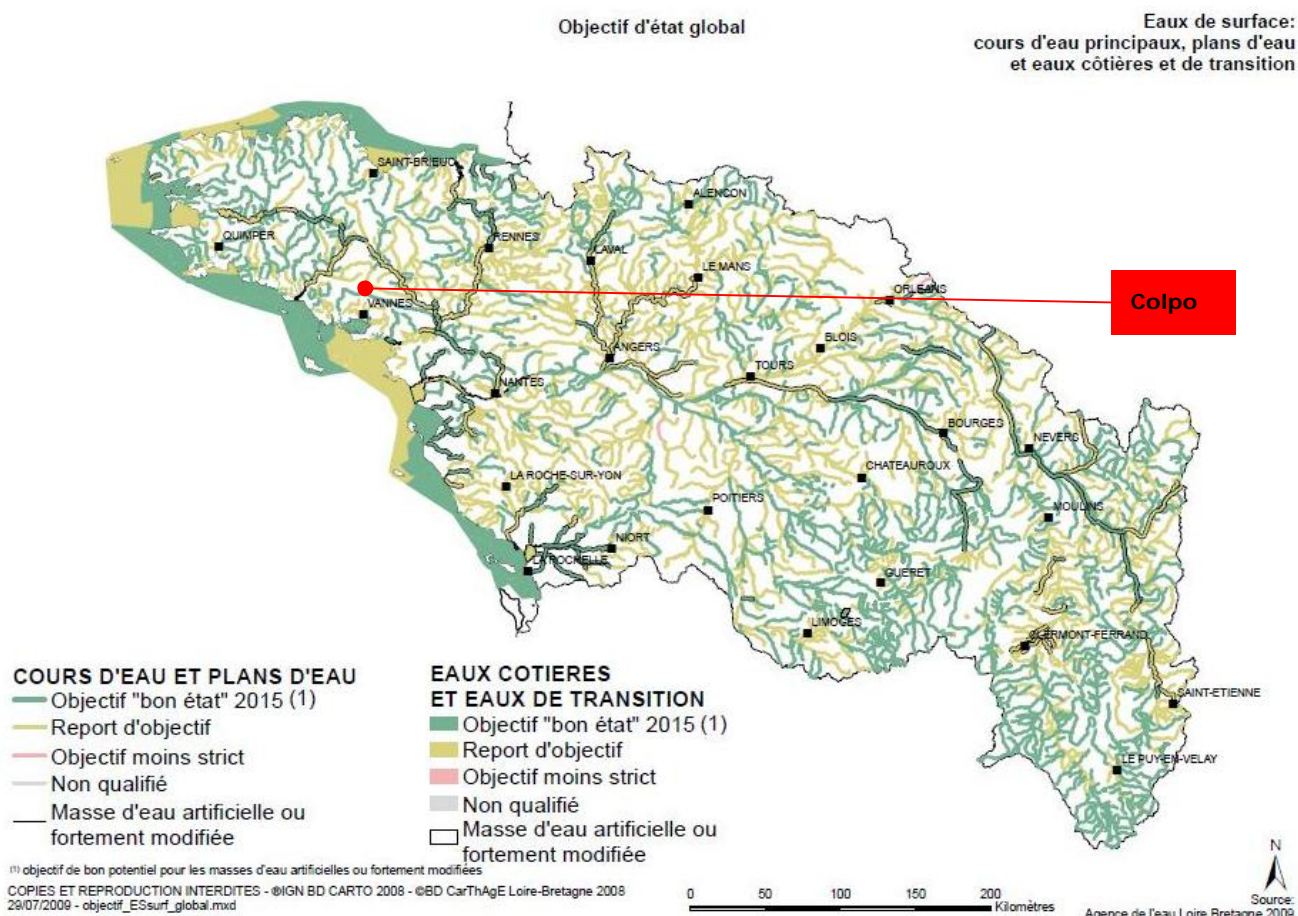 Objectif d'état global
Eaux de surface:
cours d'eau principaux, plans d'eau
et eaux côtières et de transition
SAINT-BRIEUC
ALENCON
QUIMPER
RENNES
LAVAL
LE MANS
Colpo
ORLEANS
VANNES
BLOIS
ANGERS
TOURS
NANTES
BOURGES
NEVERS
CHATEAUROUX
LA ROCHE-SUR-YON
POITIERS
MOULINS
NIORT
LA ROCHELLE
GUERET
LIMOGES
CLERMONT-FERRAND
SAINT-ETIENNE
LE PUY-EN-VELAY
COURS D'EAU ET PLANS D'EAU
Objectif "bon état" 2015 (1)
Report d'objectif
Objectif moins strict
Non qualifié
Masse d'eau artificielle ou
fortement modifiée
EAUX COTIERES
ET EAUX DE TRANSITION
Objectif "bon état" 2015 (1)
Report d'objectif
Objectif moins strict
Non qualifié
Masse d'eau artificielle ou
fortement modifiée
(1) objectif de bon potentiel pour les masses d'eau artificielles ou fortement modifiées
COPIES ET REPRODUCTION INTERDITES - ®IGN BD CARTO 2008 - ©BD CarThAgE Loire-Bretagne 2008
29/07/2009 - objectif_ESsurf_global.mxd
0 50 100 150 200
Kilomètres
N
Source:
Agence de l'eau Loire Bretagne 2009